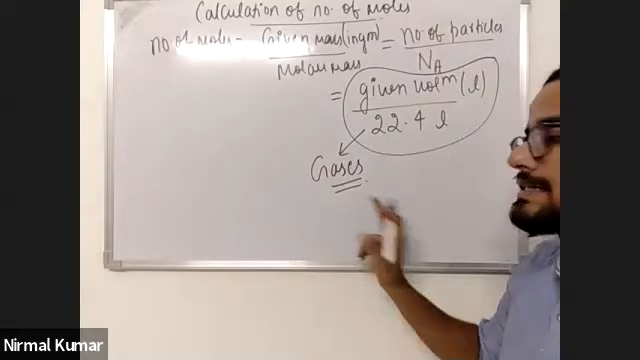 Calculation of no. of moles
no. of moles = Given mass (in gm) / Molar mass = no. of particles / NA
= given volm (l) / 22.4 l
Gases
Nirmal Kumar